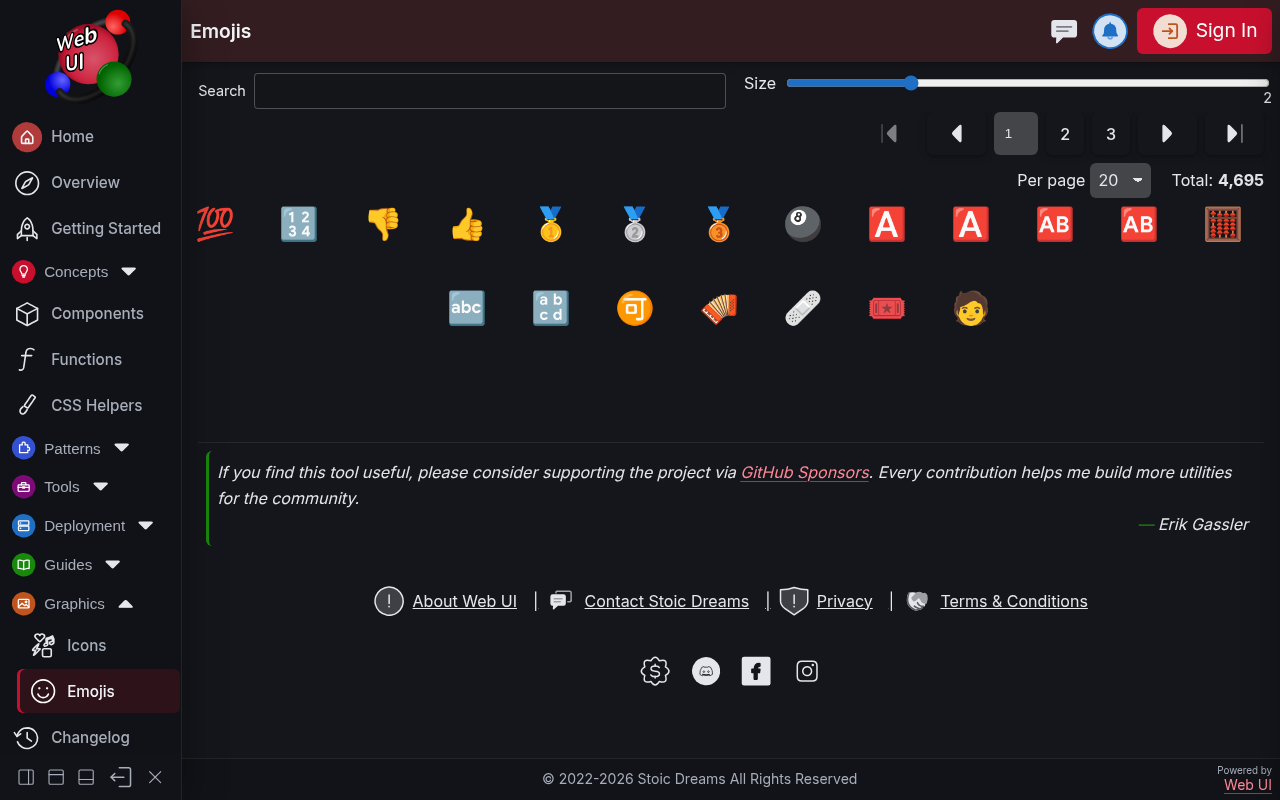 Web
UI
Emojis
Sign In
Home
Overview
Getting Started
Concepts
Components
Functions
CSS Helpers
Patterns
Tools
Deployment
Guides
Graphics
Icons
Emojis
Changelog
Search
Size
2
1 2 3
Per page 20 Total: 4,695
💯 🔢 👎 👍 🥇 🥈 🥉 🎱 🅰️ 🅰️ 🆎 🆎 🧮
🔤 🔡 🉑 🪗 🩹 🎟️ 🧑
If you find this tool useful, please consider supporting the project via GitHub Sponsors. Every contribution helps me build more utilities
for the community.
— Erik Gassler
About Web UI | Contact Stoic Dreams | Privacy | Terms & Conditions
© 2022-2026 Stoic Dreams All Rights Reserved
Powered by
Web UI